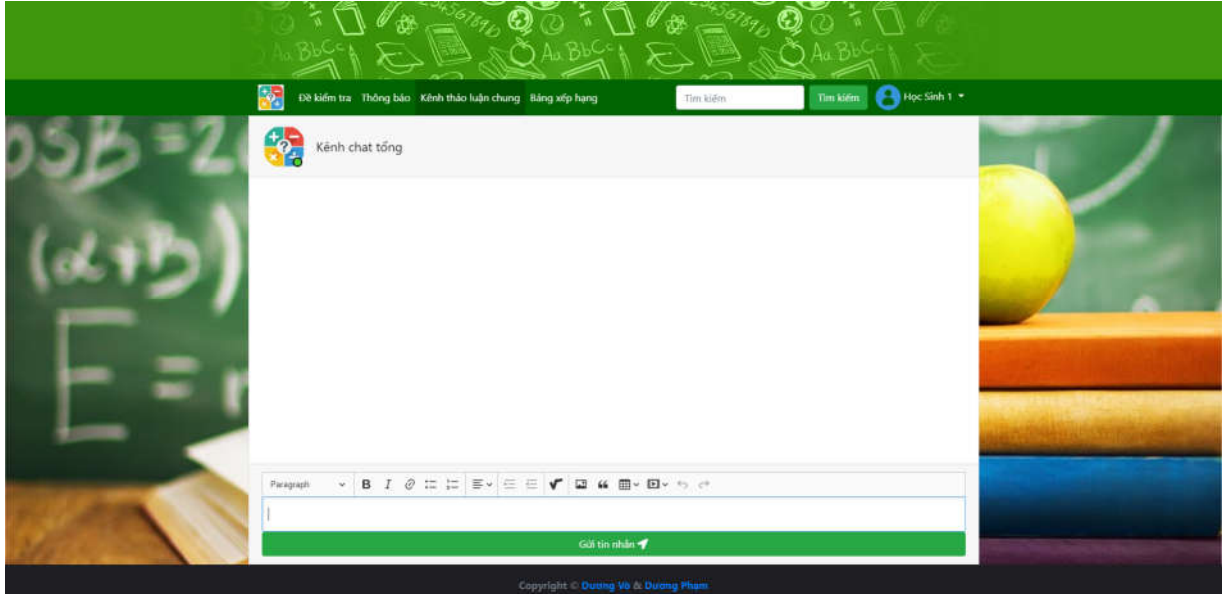 Đề kiểm tra Thông báo Kênh thảo luận chung Bảng xếp hạng Tìm kiếm Tìm kiếm Học Sinh 1
Kênh chat tổng
Paragraph
Gửi tin nhắn
Copyright © Dương Võ & Dương Phạm